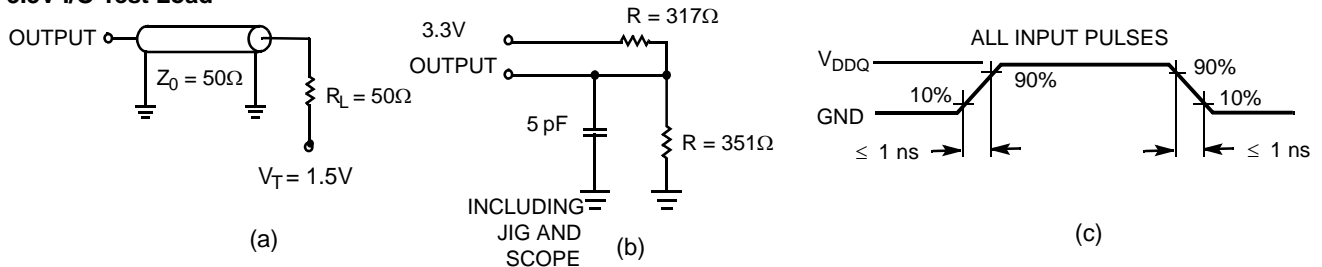 3.3V I/O Test Load
OUTPUT
Z0 = 50Ω
RL = 50Ω
VT = 1.5V
(a)
R = 317Ω
3.3V
OUTPUT
5 pF
R = 351Ω
INCLUDING
JIG AND
SCOPE
(b)
ALL INPUT PULSES
VDDQ
GND
10%
90%
90%
10%
≤ 1 ns
≤ 1 ns
(c)